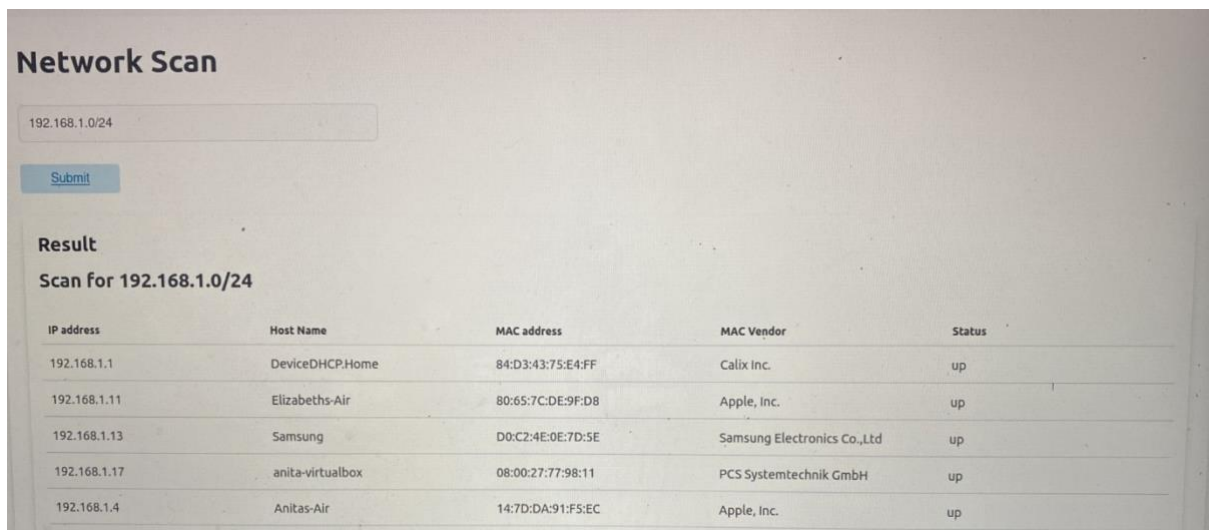 Network Scan
192.168.1.0/24
Submit
Result
Scan for 192.168.1.0/24
IP address Host Name MAC address MAC Vendor Status
192.168.1.1 DeviceDHCP.Home 84:D3:43:75:E4:FF Calix Inc. up
192.168.1.11 Elizabeths-Air 80:65:7C:DE:9F:D8 Apple, Inc. up
192.168.1.13 Samsung D0:C2:4E:0E:7D:5E Samsung Electronics Co.,Ltd up
192.168.1.17 anita-virtualbox 08:00:27:77:98:11 PCS Systemtechnik GmbH up
192.168.1.4 Anitas-Air 14:7D:DA:91:F5:EC Apple, Inc. up